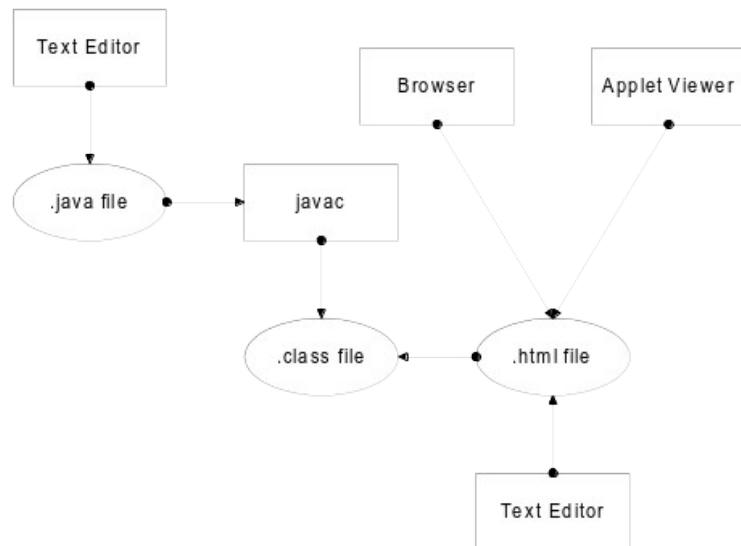 Text Editor
Browser
Applet Viewer
.java file
javac
.class file
.html file
Text Editor